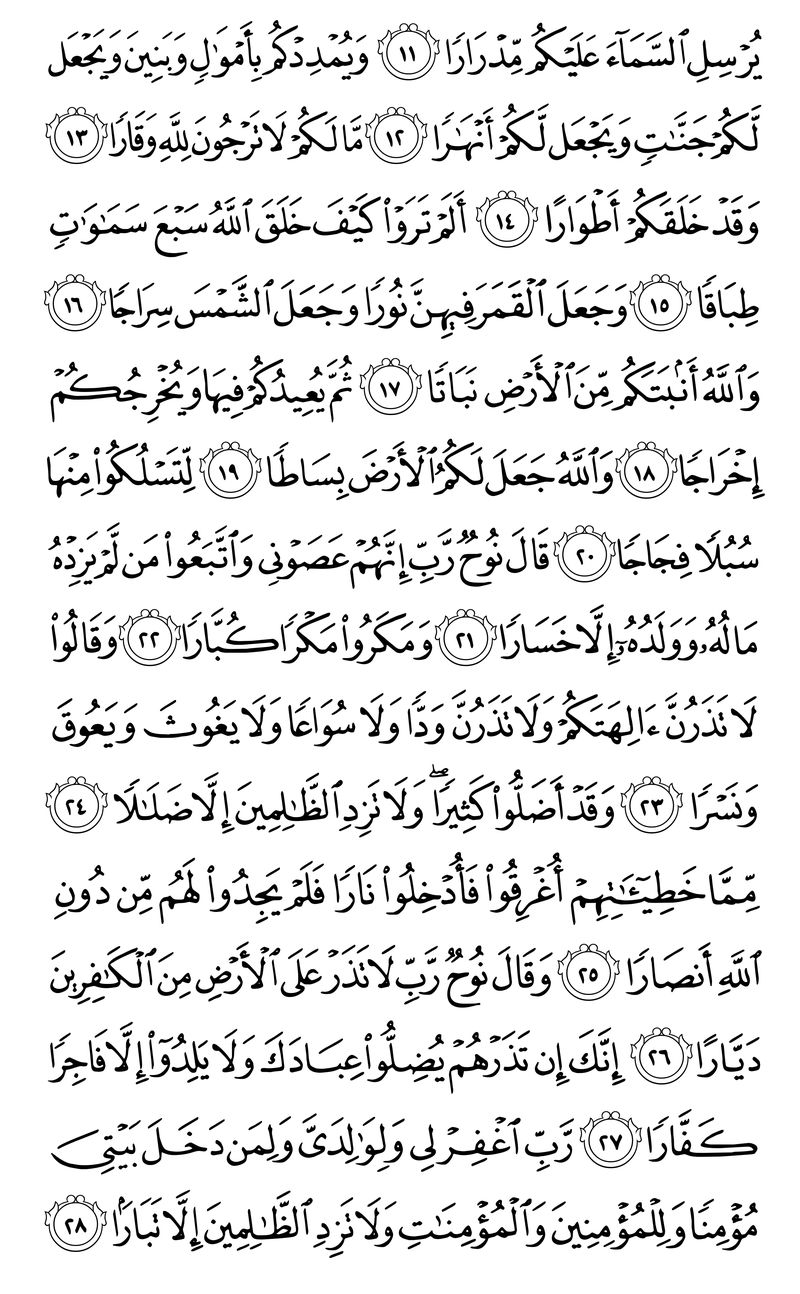 يُرْسِلِ ٱلسَّمَآءَ عَلَيْكُم مِّدْرَارًا ١١ وَيُمْدِدْكُم بِأَمْوَٰلٍ وَبَنِينَ وَيَجْعَل
لَّكُمْ جَنَّٰتٍ وَيَجْعَل لَّكُمْ أَنْهَٰرًا ١٢ مَّا لَكُمْ لَا تَرْجُونَ لِلَّهِ وَقَارًا ١٣
وَقَدْ خَلَقَكُمْ أَطْوَارًا ١٤ أَلَمْ تَرَوْا۟ كَيْفَ خَلَقَ ٱللَّهُ سَبْعَ سَمَٰوَٰتٍ
طِبَاقًا ١٥ وَجَعَلَ ٱلْقَمَرَ فِيهِنَّ نُورًا وَجَعَلَ ٱلشَّمْسَ سِرَاجًا ١٦
وَٱللَّهُ أَنۢبَتَكُم مِّنَ ٱلْأَرْضِ نَبَاتًا ١٧ ثُمَّ يُعِيدُكُمْ فِيهَا وَيُخْرِجُكُمْ
إِخْرَاجًا ١٨ وَٱللَّهُ جَعَلَ لَكُمُ ٱلْأَرْضَ بِسَاطًا ١٩ لِّتَسْلُكُوا۟ مِنْهَا
سُبُلًا فِجَاجًا ٢٠ قَالَ نُوحٌ رَّبِّ إِنَّهُمْ عَصَوْنِى وَٱتَّبَعُوا۟ مَن لَّمْ يَزِدْهُ
مَالُهُۥ وَوَلَدُهُۥٓ إِلَّا خَسَارًا ٢١ وَمَكَرُوا۟ مَكْرًا كُبَّارًا ٢٢ وَقَالُوا۟
لَا تَذَرُنَّ ءَالِهَتَكُمْ وَلَا تَذَرُنَّ وَدًّا وَلَا سُوَاعًا وَلَا يَغُوثَ وَيَعُوقَ
وَنَسْرًا ٢٣ وَقَدْ أَضَلُّوا۟ كَثِيرًا ۖ وَلَا تَزِدِ ٱلظَّٰلِمِينَ إِلَّا ضَلَٰلًا ٢٤
مِّمَّا خَطِيٓـَٰٔتِهِمْ أُغْرِقُوا۟ فَأُدْخِلُوا۟ نَارًا فَلَمْ يَجِدُوا۟ لَهُم مِّن دُونِ
ٱللَّهِ أَنصَارًا ٢٥ وَقَالَ نُوحٌ رَّبِّ لَا تَذَرْ عَلَى ٱلْأَرْضِ مِنَ ٱلْكَٰفِرِينَ
دَيَّارًا ٢٦ إِنَّكَ إِن تَذَرْهُمْ يُضِلُّوا۟ عِبَادَكَ وَلَا يَلِدُوٓا۟ إِلَّا فَاجِرًا
كَفَّارًا ٢٧ رَّبِّ ٱغْفِرْ لِى وَلِوَٰلِدَىَّ وَلِمَن دَخَلَ بَيْتِىَ
مُؤْمِنًا وَلِلْمُؤْمِنِينَ وَٱلْمُؤْمِنَٰتِ وَلَا تَزِدِ ٱلظَّٰلِمِينَ إِلَّا تَبَارًۢا ٢٨